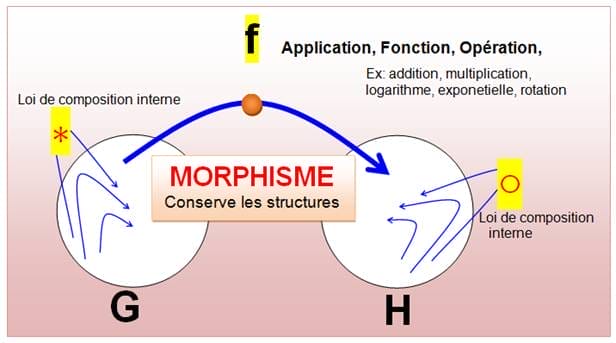 f
Application, Fonction, Opération,
Ex: addition, multiplication,
logarithme, exponetielle, rotation
Loi de composition interne
*
MORPHISME
Conserve les structures
○
Loi de composition
interne
G
H